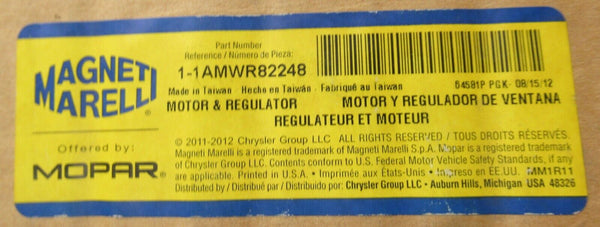 MAGNETI
MARELLI®
Offered by:
MOPAR®
Part Number
Reference / Número de Pieza:
1-1AMWR82248
Made in Taiwan · Hecho en Taiwán · Fabriqué au Taiwan
64581P PGK· 08/15/12
MOTOR & REGULATOR
MOTOR Y REGULADOR DE VENTANA
REGULATEUR ET MOTEUR
© 2011-2012 Chrysler Group LLC ALL RIGHTS RESERVED / TOUS DROITS RÉSERVÉS.
Magneti Marelli is a registered trademark of Magneti Marelli S.p.A. Mopar is a registered trademark
of Chrysler Group LLC. Contents conform to U.S. Federal Motor Vehicle Safety Standards, if any
are applicable. Printed in U.S.A. • Imprimée aux États-Unis • Impreso en EE.UU. MM1R11
Distributed by / Distribué par / Distribuido por: Chrysler Group LLC · Auburn Hills, Michigan USA 48326